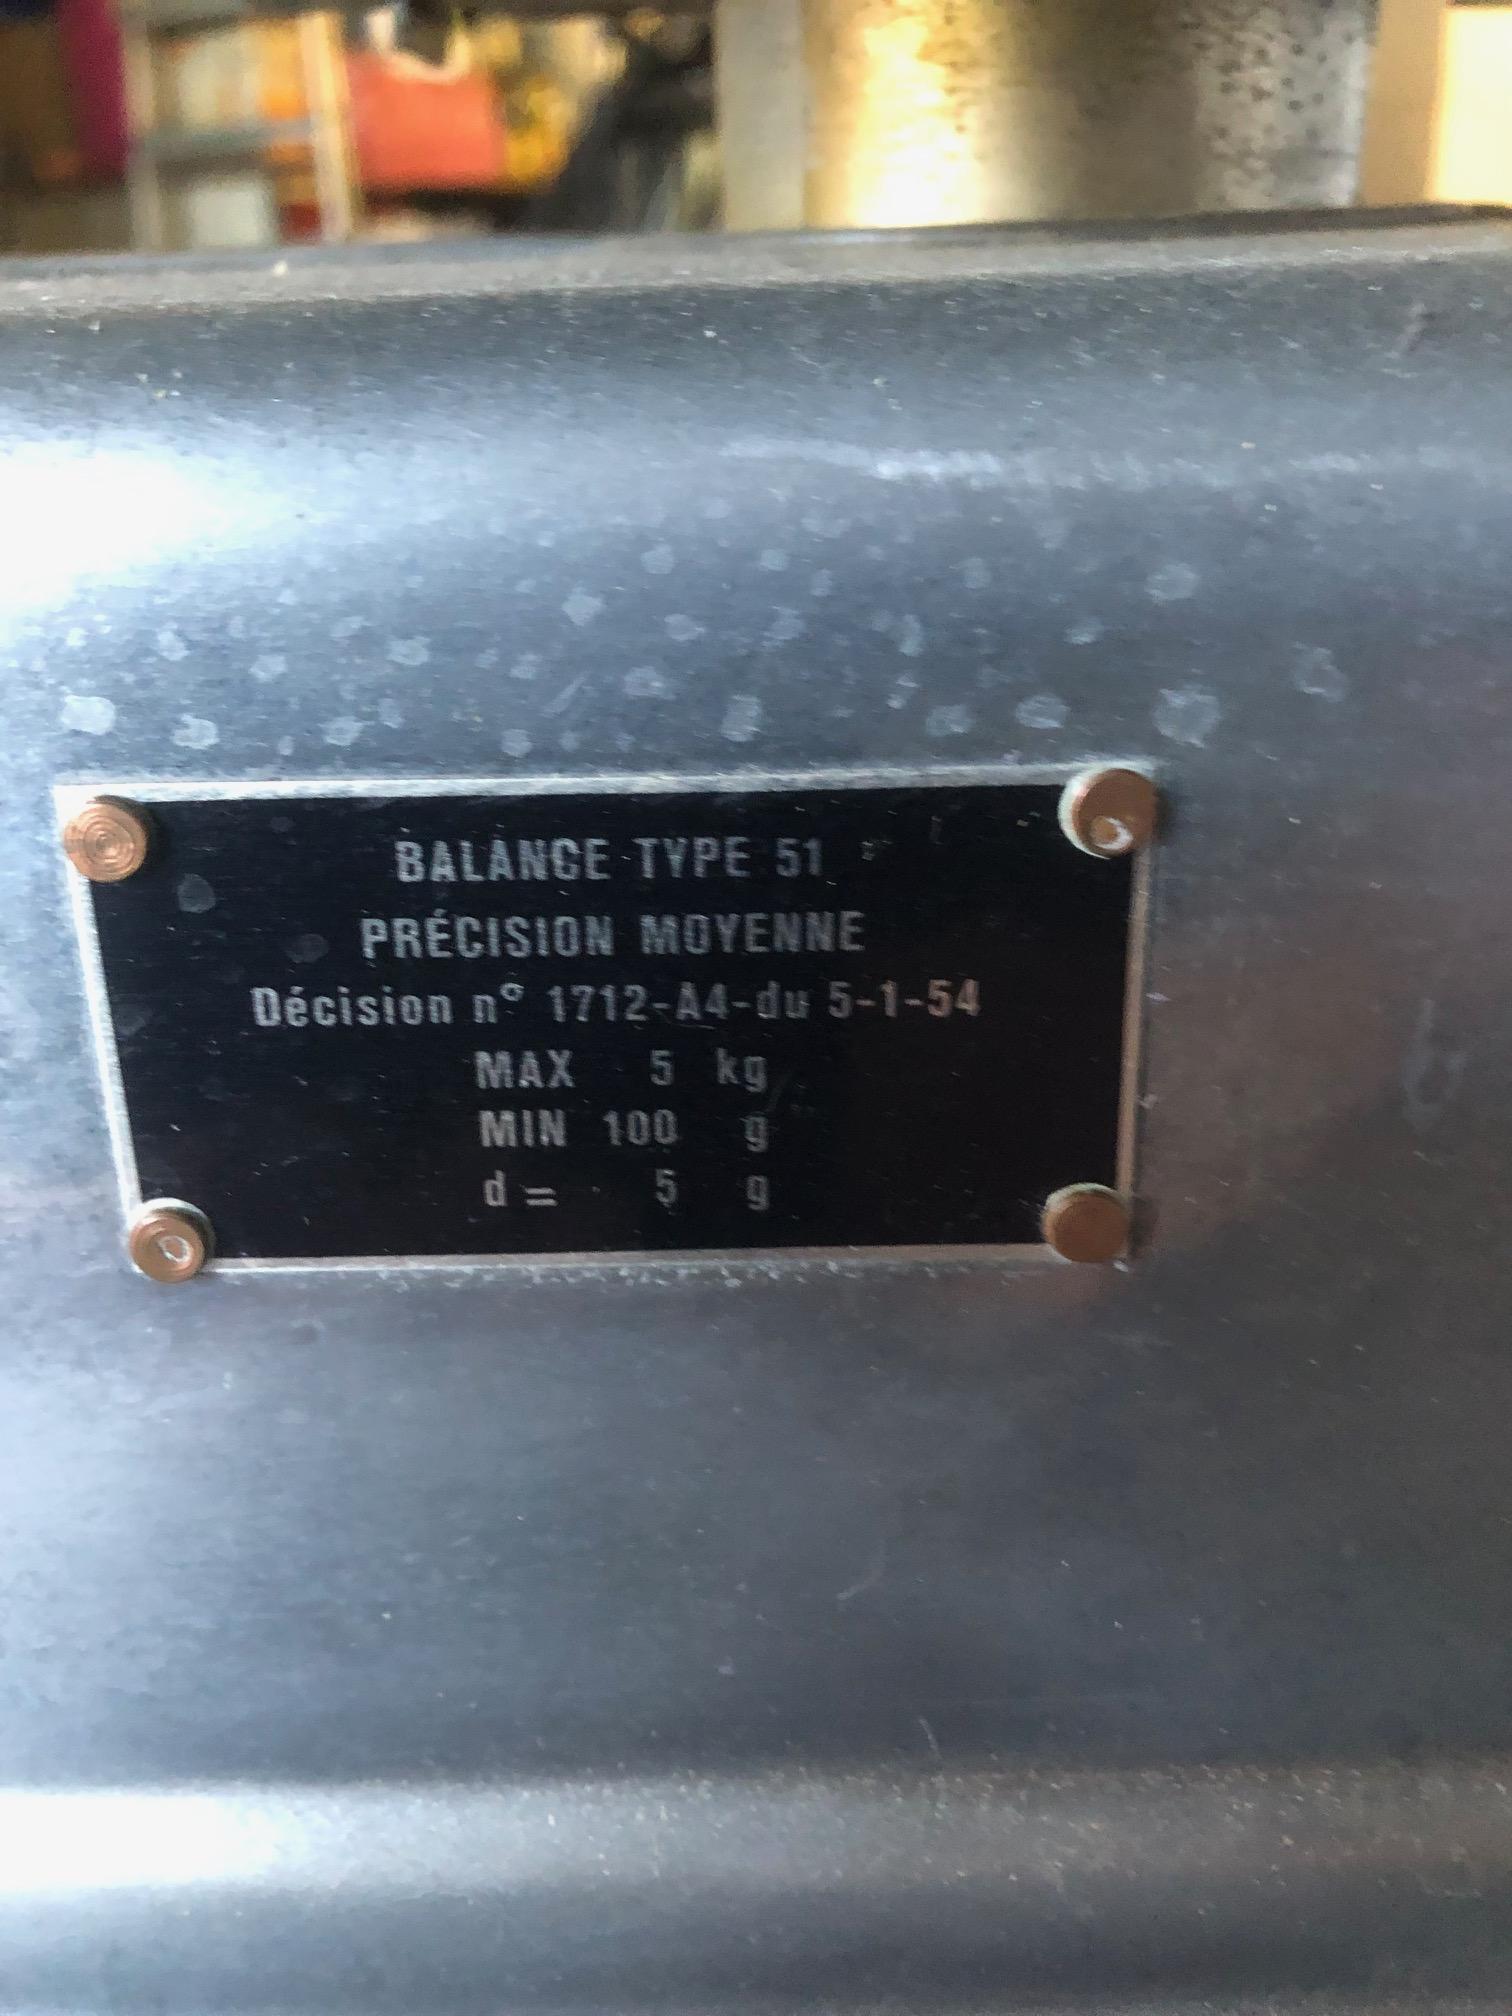 BALANCE TYPE 51
PRÉCISION MOYENNE
Décision n° 1712-A4-du 5-1-54
MAX 5 kg
MIN 100 g
d = 5 g